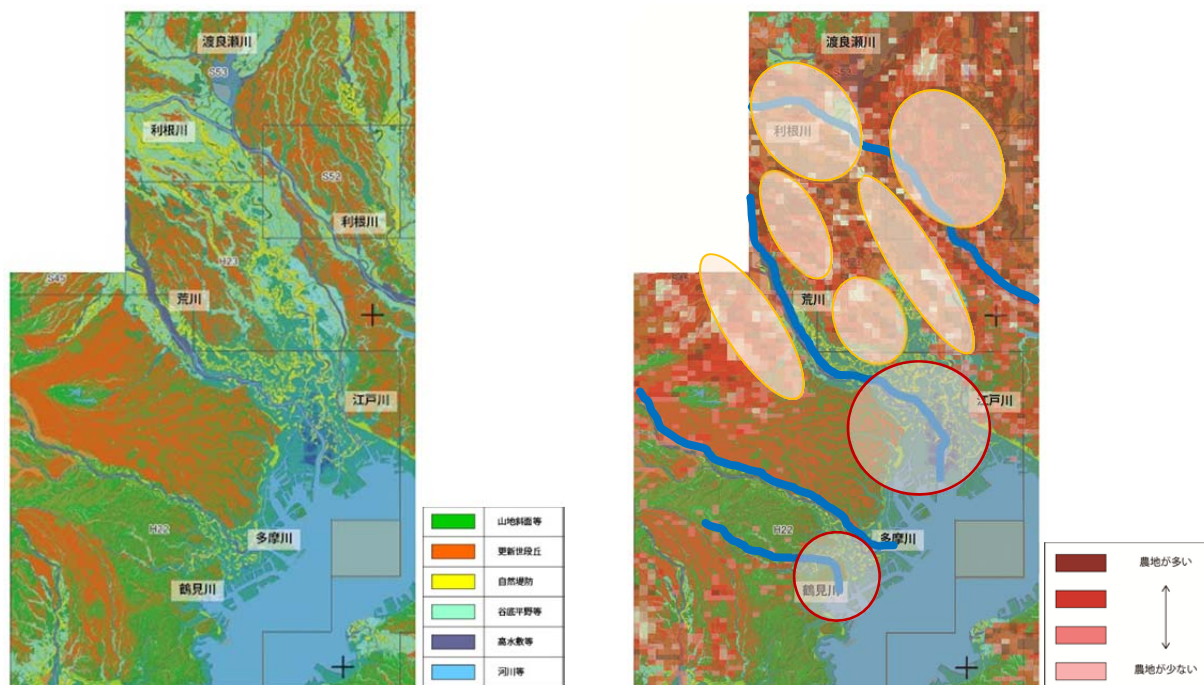 渡良瀬川
S53
利根川
S52
利根川
H23
S45
荒川
江戸川
H22
多摩川
鶴見川
山地斜面等
更新世段丘
自然堤防
谷底平野等
高水敷等
河川等
渡良瀬川
利根川
荒川
江戸川
H22
多摩川
鶴見川
農地が多い
農地が少ない